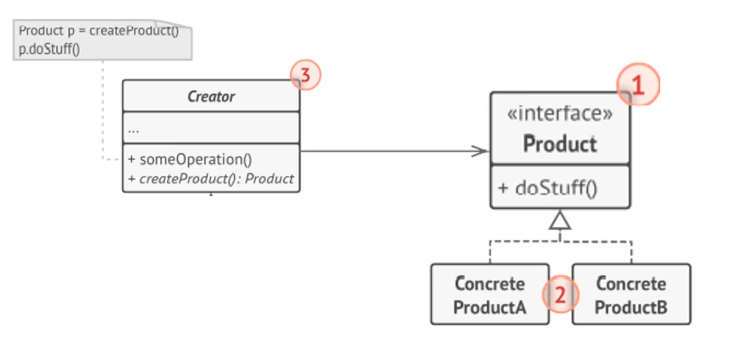 Product p = createProduct()
p.doStuff()
3
Creator
...
+ someOperation()
+ createProduct(): Product
1
«interface»
Product
+ doStuff()
Concrete
ProductA
2
Concrete
ProductB